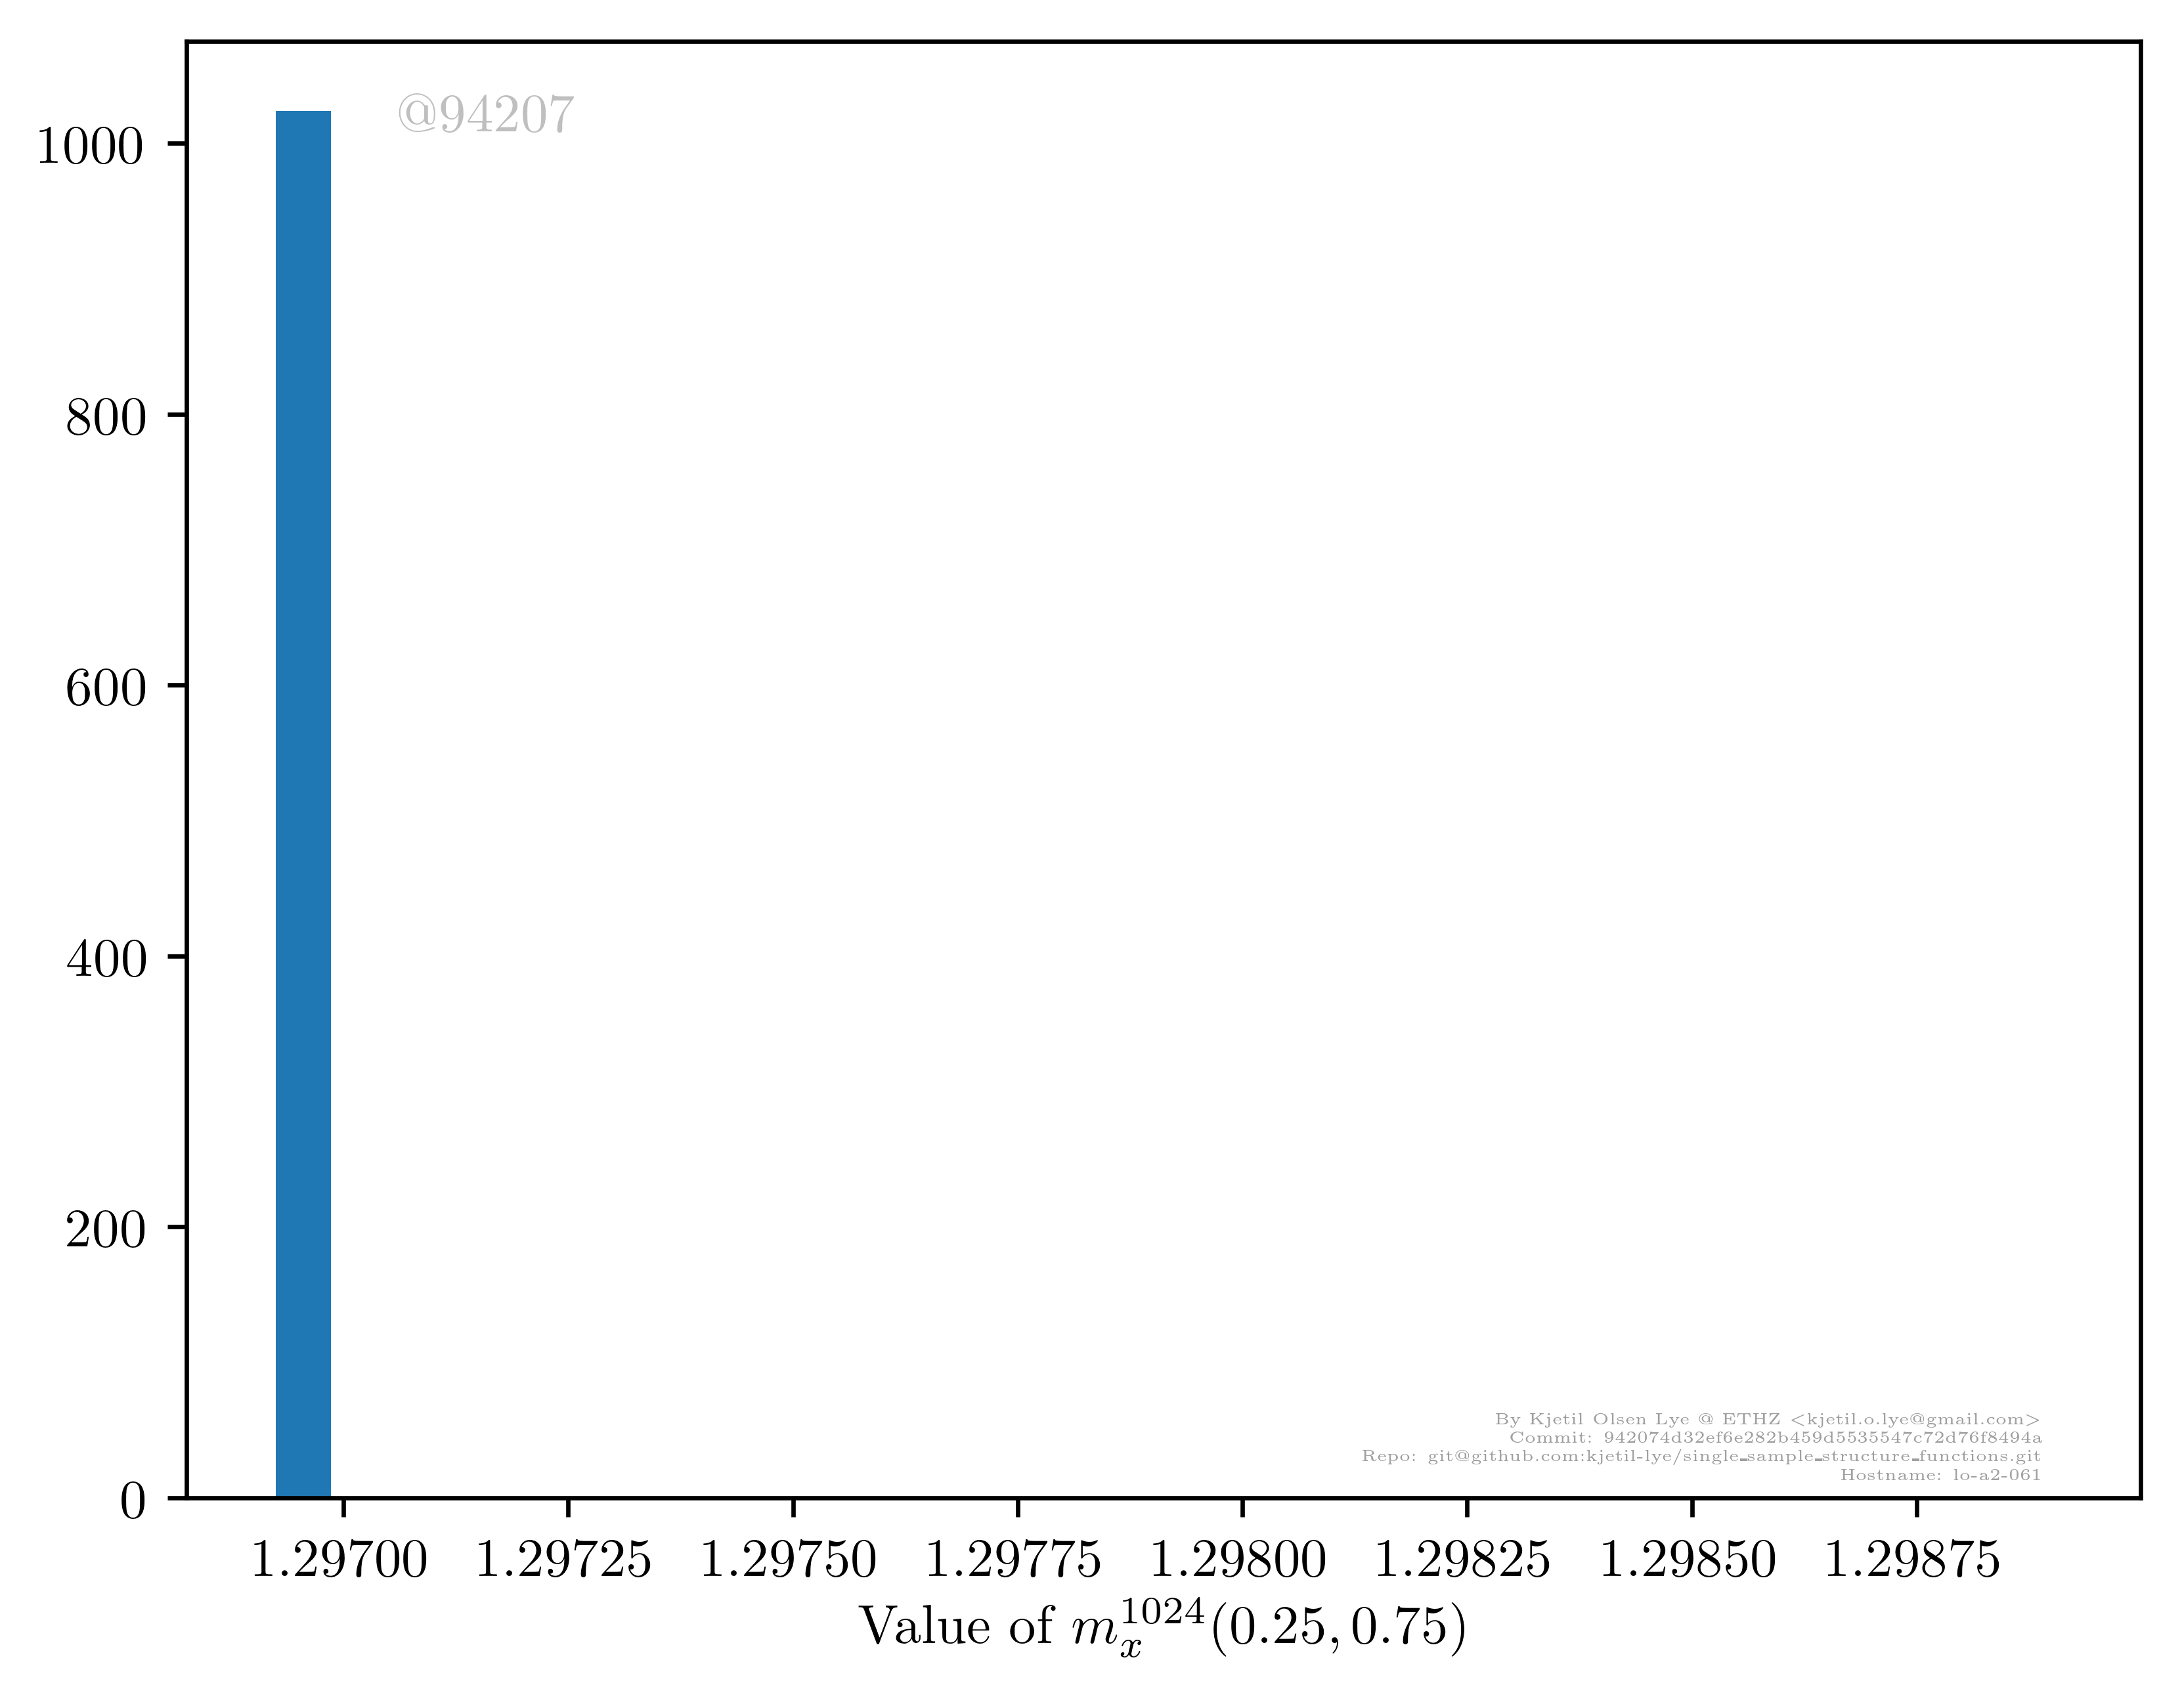 @94207
1000
800
600
400
200
0
By Kjetil Olsen Lye @ ETHZ <kjetil.o.lye@gmail.com>
Commit: 942074d32ef6e282b459d5535547c72d76f8494a
Repo: git@github.com:kjetil-lye/single_sample_structure_functions.git
Hostname: lo-a2-061
1.29700 1.29725 1.29750 1.29775 1.29800 1.29825 1.29850 1.29875
Value of $m_x^{1024}(0.25, 0.75)$